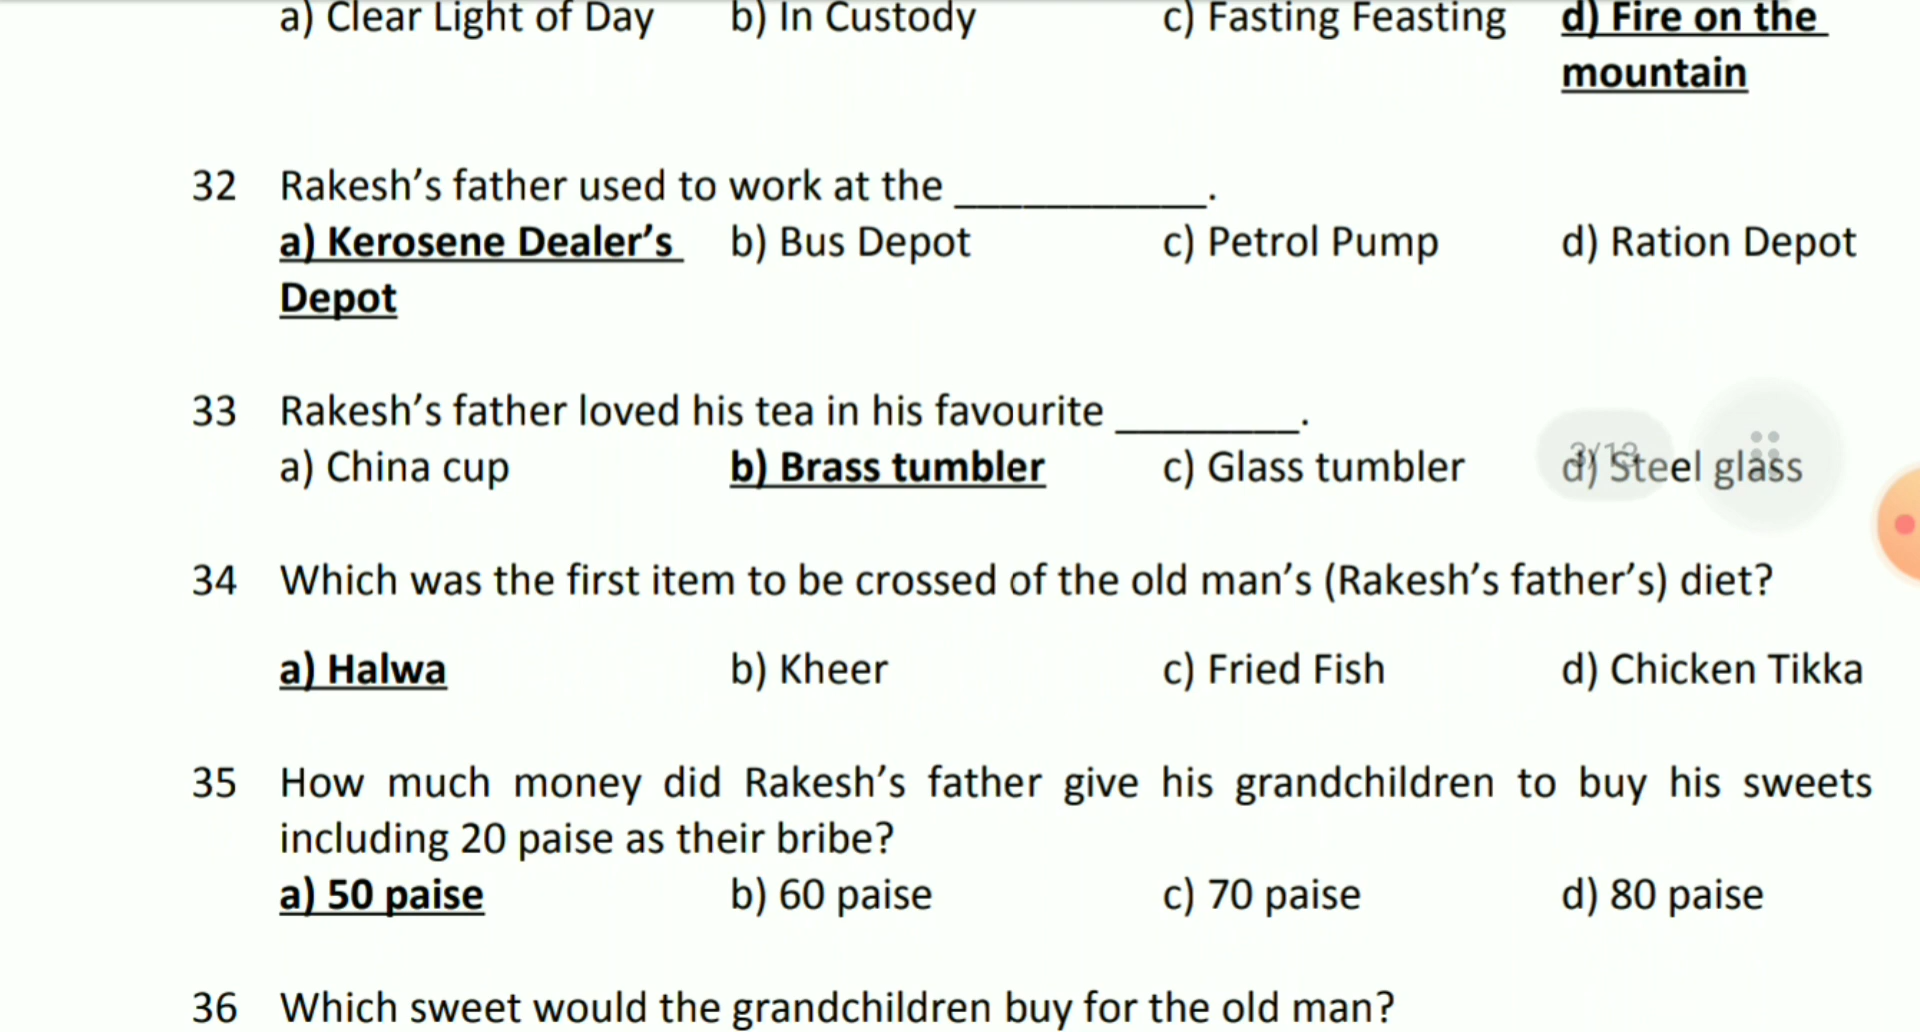 a) Clear Light of Day b) In Custody c) Fasting Feasting d) Fire on the
mountain
32 Rakesh's father used to work at the ___________.
a) Kerosene Dealer's b) Bus Depot c) Petrol Pump d) Ration Depot
Depot
33 Rakesh's father loved his tea in his favourite ________.
a) China cup b) Brass tumbler c) Glass tumbler d) Steel glass
3/13
34 Which was the first item to be crossed of the old man's (Rakesh's father's) diet?
a) Halwa b) Kheer c) Fried Fish d) Chicken Tikka
35 How much money did Rakesh's father give his grandchildren to buy his sweets
including 20 paise as their bribe?
a) 50 paise b) 60 paise c) 70 paise d) 80 paise
36 Which sweet would the grandchildren buy for the old man?